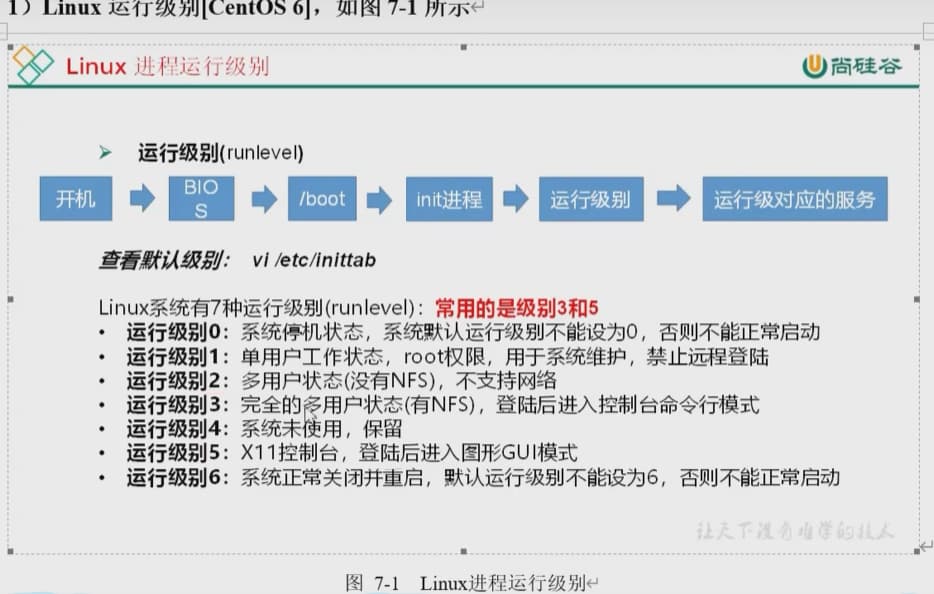 1）Linux 运行级别[CentOS 6]，如图 7-1 所示
Linux 进程运行级别
尚硅谷
运行级别(runlevel)
开机
BIO
S
/boot
init进程
运行级别
运行级对应的服务
查看默认级别： vi /etc/inittab
Linux系统有7种运行级别(runlevel)：常用的是级别3和5
• 运行级别0：系统停机状态，系统默认运行级别不能设为0，否则不能正常启动
• 运行级别1：单用户工作状态，root权限，用于系统维护，禁止远程登陆
• 运行级别2：多用户状态(没有NFS)，不支持网络
• 运行级别3：完全的多用户状态(有NFS)，登陆后进入控制台命令行模式
• 运行级别4：系统未使用，保留
• 运行级别5：X11控制台，登陆后进入图形GUI模式
• 运行级别6：系统正常关闭并重启，默认运行级别不能设为6，否则不能正常启动
让天下没有难学的技术
图 7-1 Linux进程运行级别